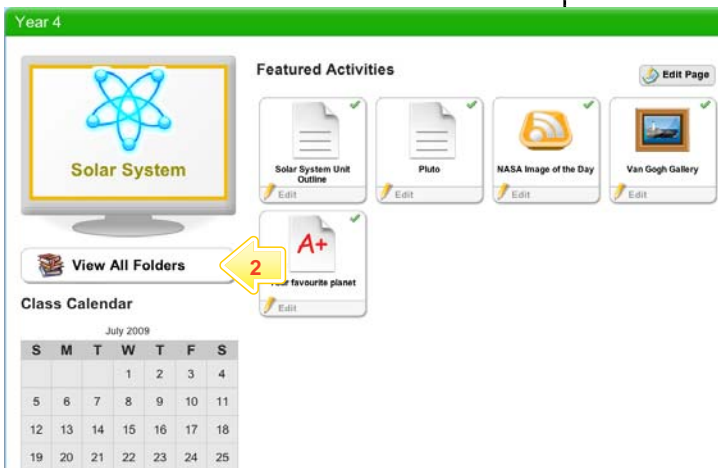 Year 4
Featured Activities
Edit Page
Solar System
Solar System Unit
Outline
Edit
Pluto
Edit
NASA Image of the Day
Edit
Van Gogh Gallery
Edit
A+
favourite planet
Edit
View All Folders
2
Class Calendar
July 2009
S M T W T F S
1 2 3 4
5 6 7 8 9 10 11
12 13 14 15 16 17 18
19 20 21 22 23 24 25